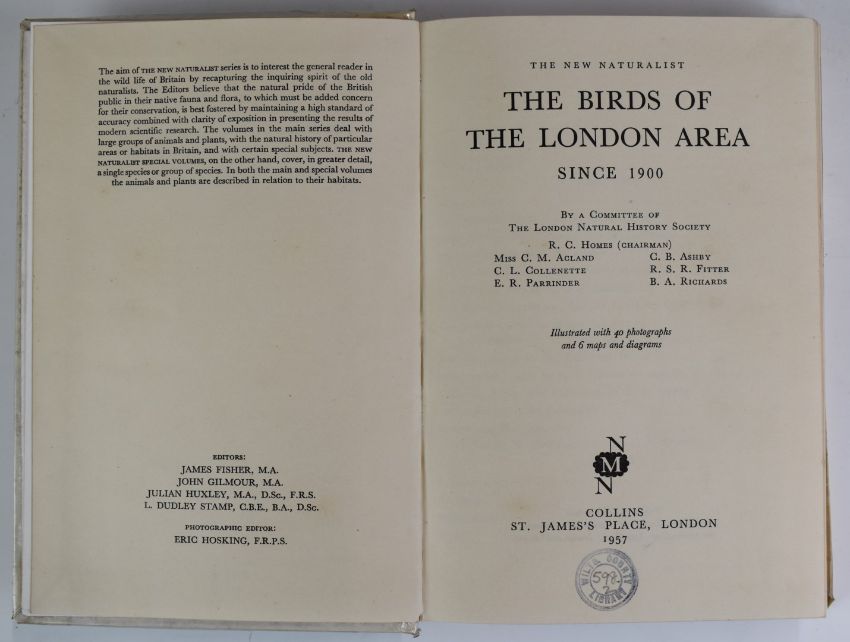 The aim of THE NEW NATURALIST series is to interest the general reader in
the wild life of Britain by recapturing the inquiring spirit of the old
naturalists. The Editors believe that the natural pride of the British
public in their native fauna and flora, to which must be added concern
for their conservation, is best fostered by maintaining a high standard of
accuracy combined with clarity of exposition in presenting the results of
modern scientific research. The volumes in the main series deal with
large groups of animals and plants, with the natural history of particular
areas or habitats in Britain, and with certain special subjects. THE NEW
NATURALIST SPECIAL VOLUMES, on the other hand, cover, in greater detail,
a single species or group of species. In both the main and special volumes
the animals and plants are described in relation to their habitats.
EDITORS:
JAMES FISHER, M.A.
JOHN GILMOUR, M.A.
JULIAN HUXLEY, M.A., D.Sc., F.R.S.
L. DUDLEY STAMP, C.B.E., B.A., D.Sc.
PHOTOGRAPHIC EDITOR:
ERIC HOSKING, F.R.P.S.
THE NEW NATURALIST
THE BIRDS OF
THE LONDON AREA
SINCE 1900
By a Committee of
The London Natural History Society
R. C. Homes (chairman)
Miss C. M. Acland C. B. Ashby
C. L. Collenette R. S. R. Fitter
E. R. Parrinder B. A. Richards
Illustrated with 40 photographs
and 6 maps and diagrams
N
M
N
COLLINS
ST. JAMES'S PLACE, LONDON
1957
WILTS COUNTY
598.
2
LIBRARY